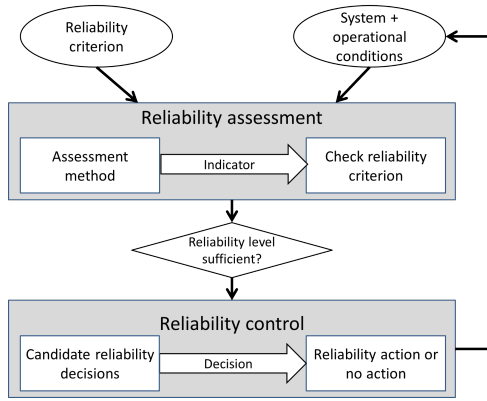 Reliability
criterion
System +
operational
conditions
Reliability assessment
Assessment
method
Indicator
Check reliability
criterion
Reliability level
sufficient?
Reliability control
Candidate reliability
decisions
Decision
Reliability action or
no action